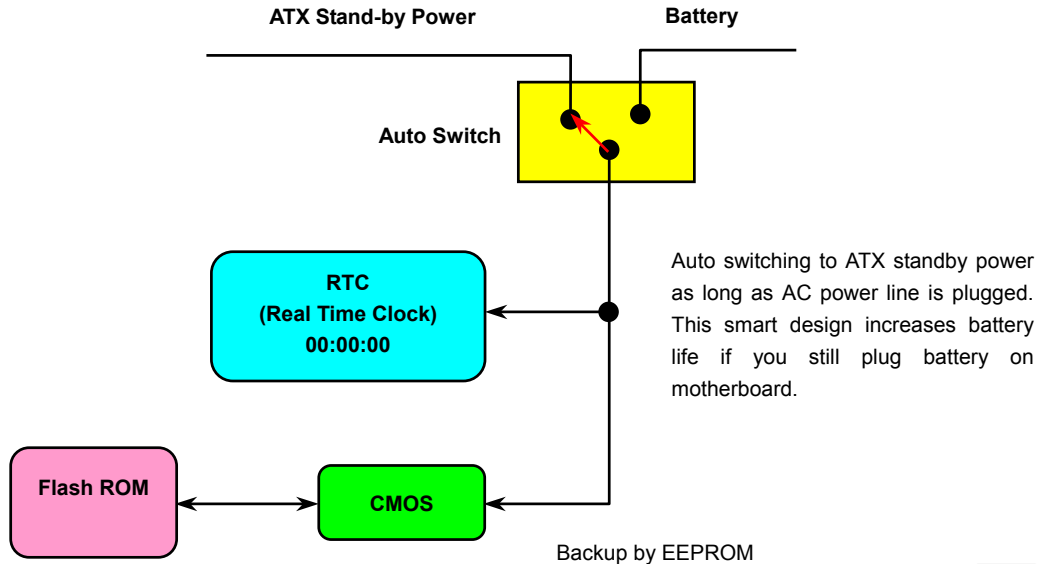 ATX Stand-by Power
Battery
Auto Switch
RTC
(Real Time Clock)
00:00:00
Auto switching to ATX standby power
as long as AC power line is plugged.
This smart design increases battery
life if you still plug battery on
motherboard.
Flash ROM
CMOS
Backup by EEPROM